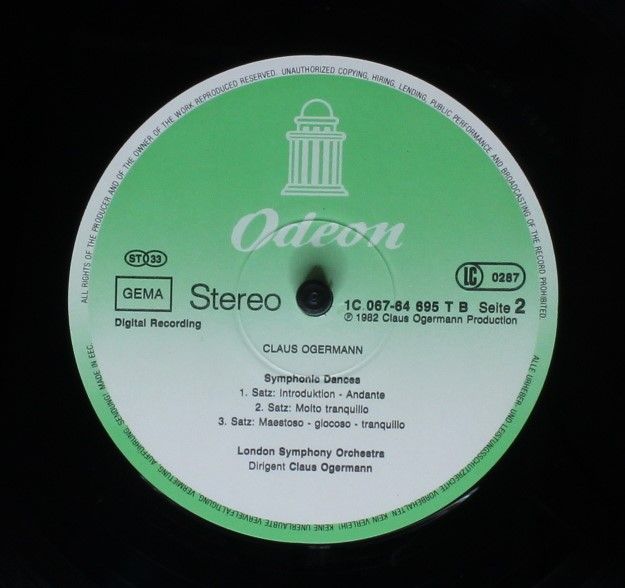 ALL RIGHTS OF THE PRODUCER AND OF THE OWNER OF THE WORK REPRODUCED RESERVED. UNAUTHORIZED COPYING, HIRING, LENDING, PUBLIC PERFORMANCE AND BROADCASTING OF THE RECORD PROHIBITED.
Odeon
ST 33
LC 0287
GEMA
Stereo
1C 067-64 695 T B Seite 2
Digital Recording
℗ 1982 Claus Ogermann Production
CLAUS OGERMANN
Symphonic Dances
1. Satz: Introduktion - Andante
2. Satz: Molto tranquillo
3. Satz: Maestoso - giocoso - tranquillo
London Symphony Orchestra
Dirigent Claus Ogermann
ALLE URHEBER- UND LEISTUNGSSCHUTZRECHTE VORBEHALTEN. KEIN VERLEIH! KEINE UNERLAUBTE VERVIELFÄLTIGUNG, VERMIETUNG, AUFFÜHRUNG, SENDUNG! MADE IN EEC.